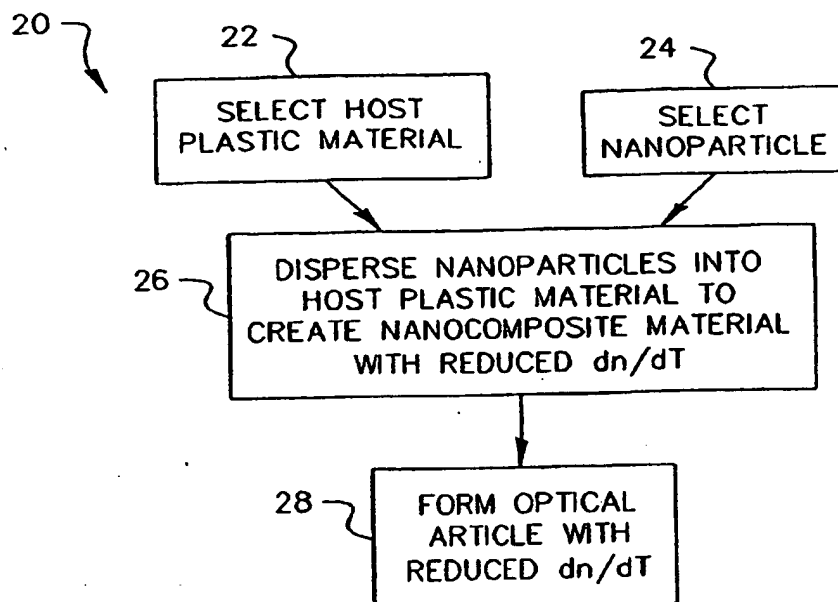 20
22
24
SELECT HOST
PLASTIC MATERIAL
SELECT
NANOPARTICLE
26
DISPERSE NANOPARTICLES INTO
HOST PLASTIC MATERIAL TO
CREATE NANOCOMPOSITE MATERIAL
WITH REDUCED dn/dT
28
FORM OPTICAL
ARTICLE WITH
REDUCED dn/dT